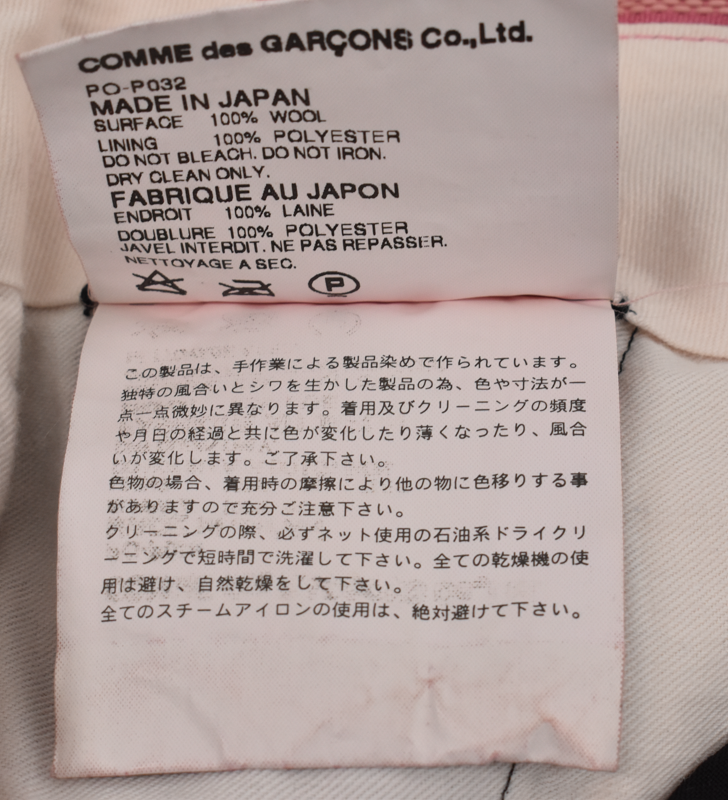 COMME des GARÇONS Co.,Ltd.
PO-P032
MADE IN JAPAN
SURFACE 100% WOOL
LINING 100% POLYESTER
DO NOT BLEACH. DO NOT IRON.
DRY CLEAN ONLY.
FABRIQUE AU JAPON
ENDROIT 100% LAINE
DOUBLURE 100% POLYESTER
JAVEL INTERDIT. NE PAS REPASSER.
NETTOYAGE A SEC.
P
この製品は、手作業による製品染めで作られています。
独特の風合いとシワを生かした製品の為、色や寸法が一
点一点微妙に異なります。着用及びクリーニングの頻度
や月日の経過と共に色が変化したり薄くなったり、風合
いが変化します。ご了承下さい。
色物の場合、着用時の摩擦により他の物に色移りする事
がありますので充分ご注意下さい。
クリーニングの際、必ずネット使用の石油系ドライクリ
ーニングで短時間で洗濯して下さい。全ての乾燥機の使
用は避け、自然乾燥をして下さい。
全てのスチームアイロンの使用は、絶対避けて下さい。